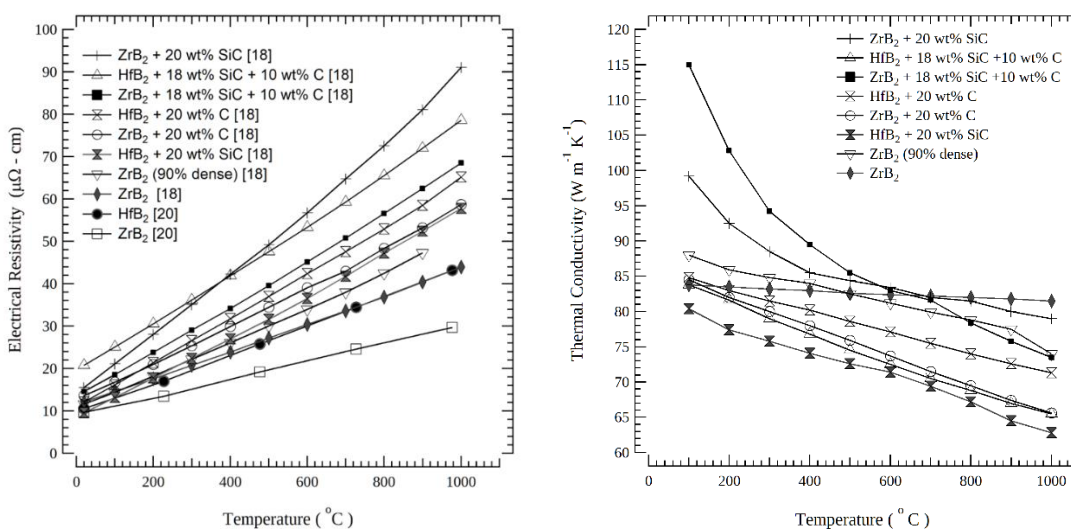 100
90
80
70
60
50
40
30
20
10
0
Electrical Resistivity (μΩ - cm)
ZrB₂ + 20 wt% SiC [18]
HfB₂ + 18 wt% SiC + 10 wt% C [18]
ZrB₂ + 18 wt% SiC + 10 wt% C [18]
HfB₂ + 20 wt% C [18]
ZrB₂ + 20 wt% C [18]
HfB₂ + 20 wt% SiC [18]
ZrB₂ (90% dense) [18]
ZrB₂ [18]
HfB₂ [20]
ZrB₂ [20]
0 200 400 600 800 1000
Temperature ( °C )
120
115
110
105
100
95
90
85
80
75
70
65
60
Thermal Conductivity (W m⁻¹ K⁻¹)
ZrB₂ + 20 wt% SiC
HfB₂ + 18 wt% SiC +10 wt% C
ZrB₂ + 18 wt% SiC +10 wt% C
HfB₂ + 20 wt% C
ZrB₂ + 20 wt% C
HfB₂ + 20 wt% SiC
ZrB₂ (90% dense)
ZrB₂
0 200 400 600 800 1000
Temperature ( °C )